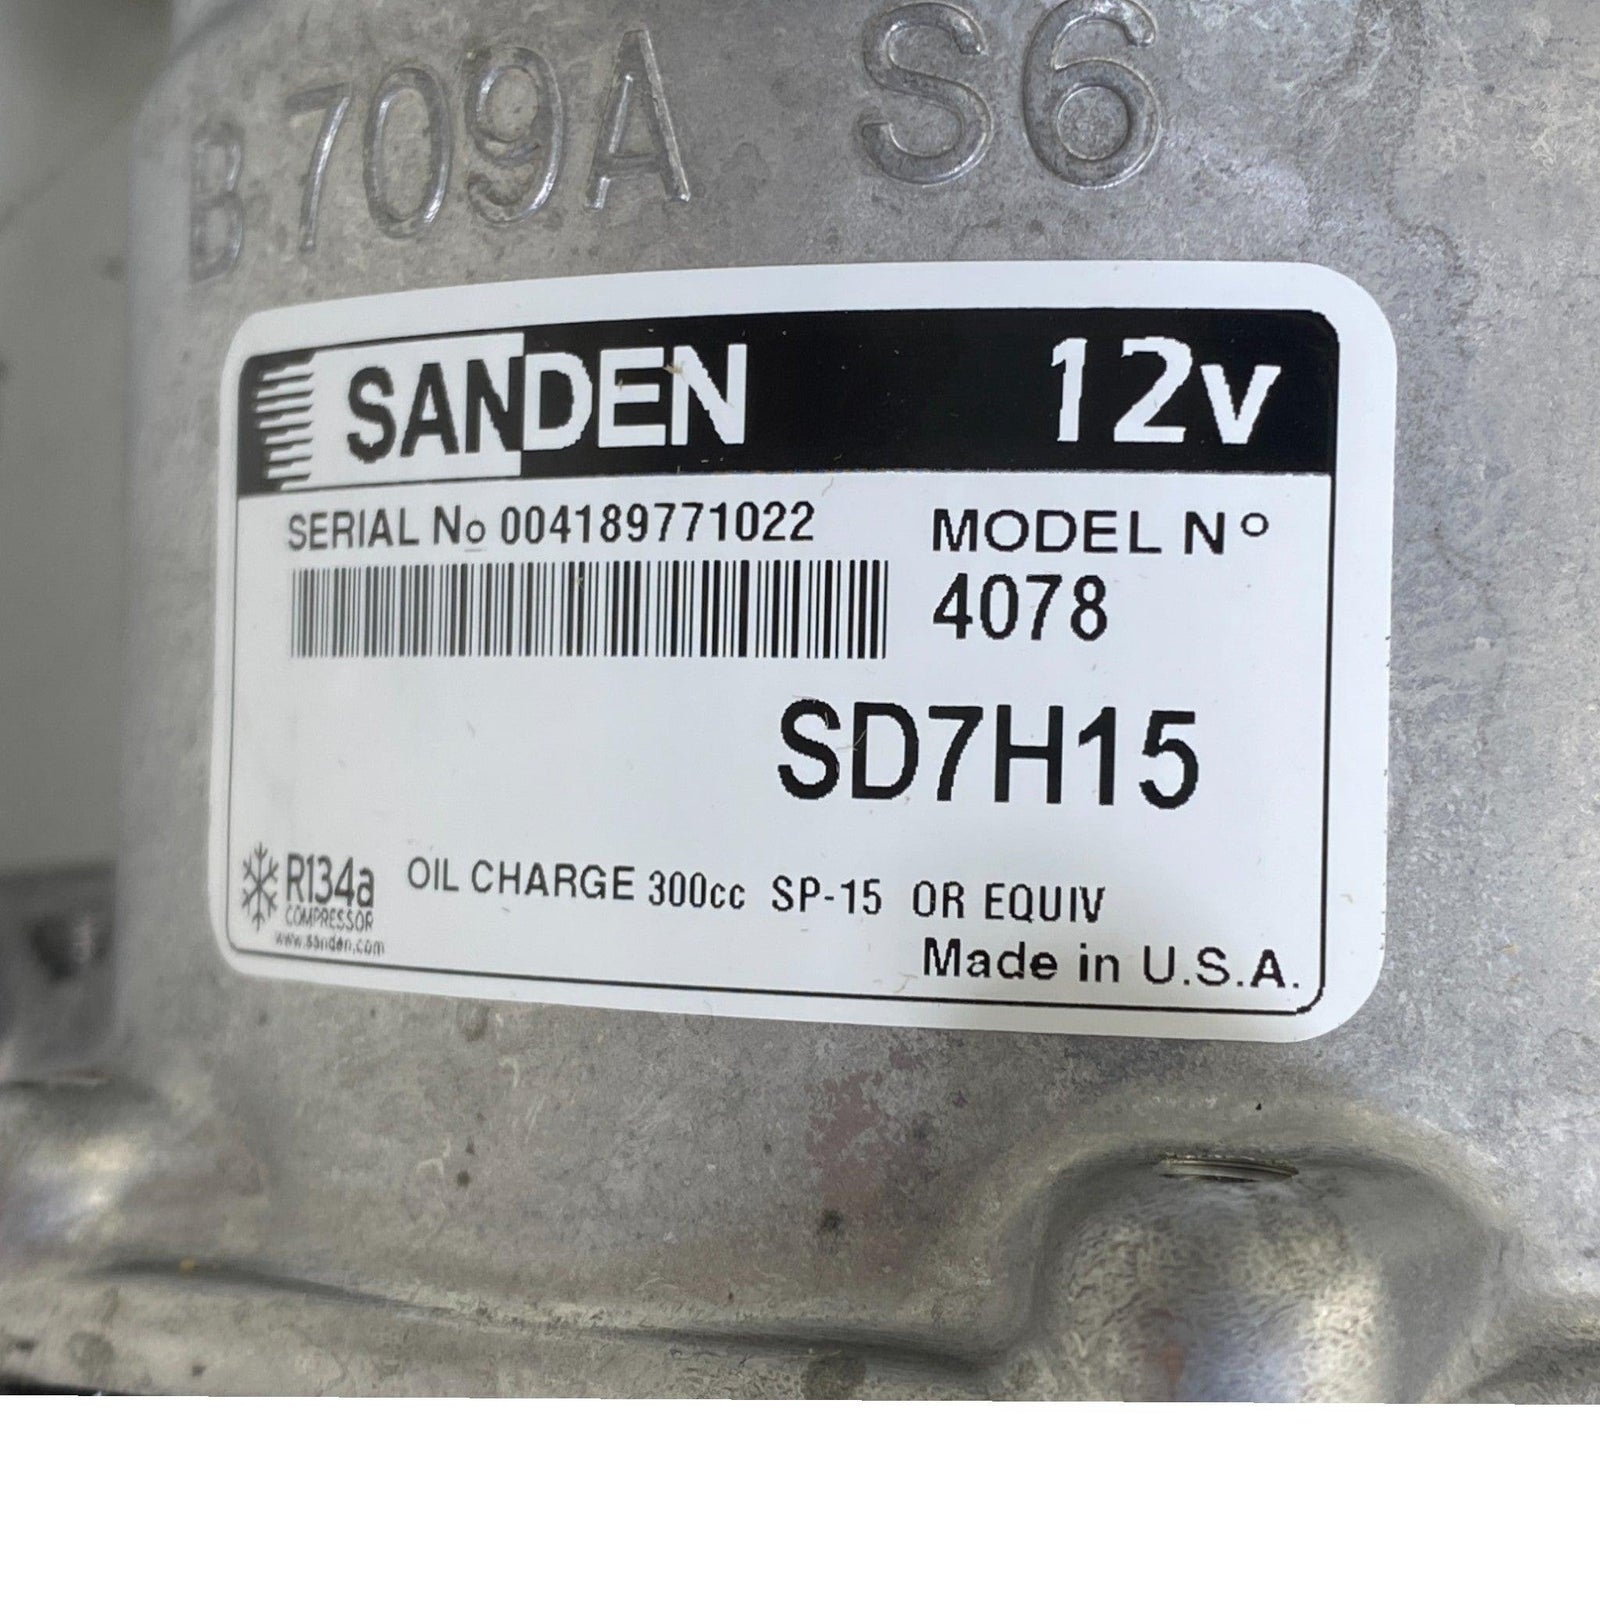 B 709A S6
SANDEN 12v
SERIAL No 004189771022
MODEL Nº
4078
SD7H15
R134a
COMPRESSOR
www.sanden.com
OIL CHARGE 300cc SP-15 OR EQUIV
Made in U.S.A.